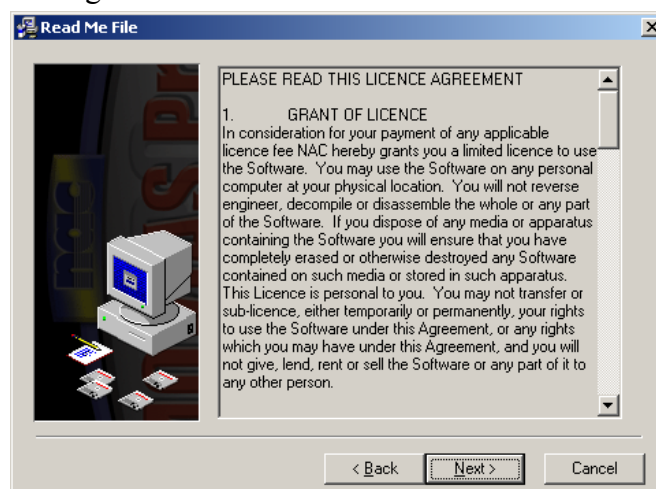 Read Me File
PLEASE READ THIS LICENCE AGREEMENT
1. GRANT OF LICENCE
In consideration for your payment of any applicable
licence fee NAC hereby grants you a limited licence to use
the Software. You may use the Software on any personal
computer at your physical location. You will not reverse
engineer, decompile or disassemble the whole or any part
of the Software. If you dispose of any media or apparatus
containing the Software you will ensure that you have
completely erased or otherwise destroyed any Software
contained on such media or stored in such apparatus.
This Licence is personal to you. You may not transfer or
sub-licence, either temporarily or permanently, your rights
to use the Software under this Agreement, or any rights
which you may have under this Agreement, and you will
not give, lend, rent or sell the Software or any part of it to
any other person.
nac
< Back
Next >
Cancel